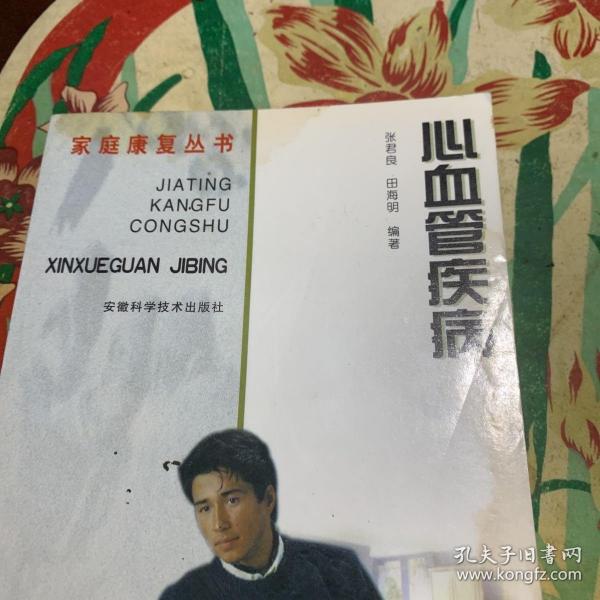 家庭康复丛书
JIATING
KANGFU
CONGSHU
XINXUEGUAN JIBING
安徽科学技术出版社
心血管疾病
张君良 田海明 编著
孔夫子旧书网
www.kongfz.com